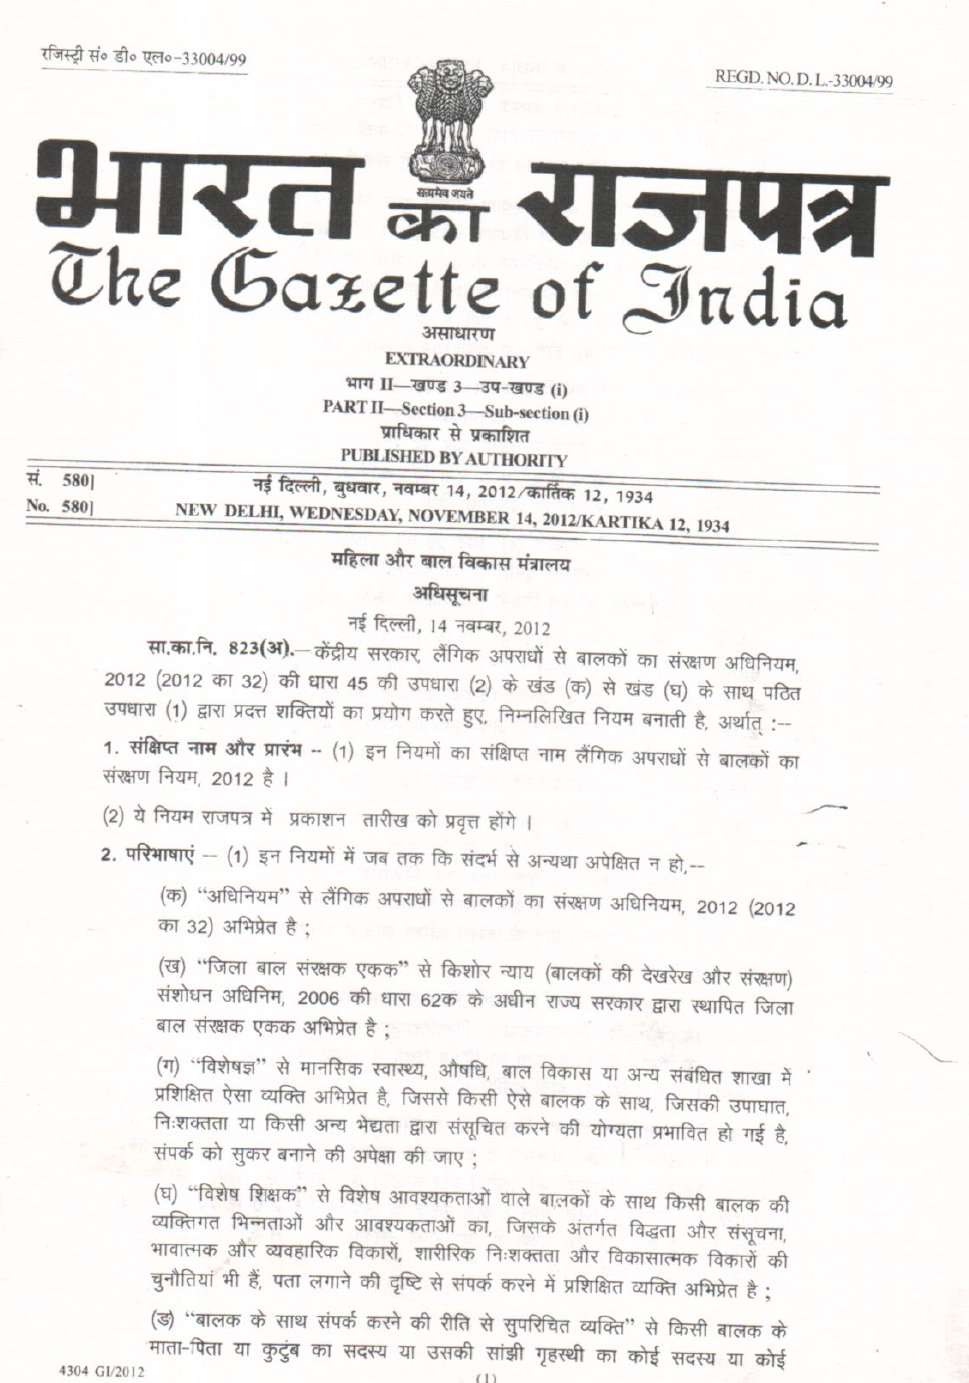 रजिस्ट्री सं० डी० एल०-33004/99
REGD. NO. D. L.-33004/99
सत्यमेव जयते
भारत का राजपत्र
The Gazette of India
असाधारण
EXTRAORDINARY
भाग II—खण्ड 3—उप-खण्ड (i)
PART II—Section 3—Sub-section (i)
प्राधिकार से प्रकाशित
PUBLISHED BY AUTHORITY
सं. 580]
नई दिल्ली, बुधवार, नवम्बर 14, 2012/कार्तिक 12, 1934
No. 580]
NEW DELHI, WEDNESDAY, NOVEMBER 14, 2012/KARTIKA 12, 1934
महिला और बाल विकास मंत्रालय
अधिसूचना
नई दिल्ली, 14 नवम्बर, 2012
सा.का.नि. 823(अ).—केंद्रीय सरकार, लैंगिक अपराधों से बालकों का संरक्षण अधिनियम,
2012 (2012 का 32) की धारा 45 की उपधारा (2) के खंड (क) से खंड (घ) के साथ पठित
उपधारा (1) द्वारा प्रदत्त शक्तियों का प्रयोग करते हुए, निम्नलिखित नियम बनाती है, अर्थात् :--
1. संक्षिप्त नाम और प्रारंभ -- (1) इन नियमों का संक्षिप्त नाम लैंगिक अपराधों से बालकों का
संरक्षण नियम, 2012 है ।
(2) ये नियम राजपत्र में प्रकाशन तारीख को प्रवृत्त होंगे ।
2. परिभाषाएं -- (1) इन नियमों में जब तक कि संदर्भ से अन्यथा अपेक्षित न हो,--
(क) “अधिनियम” से लैंगिक अपराधों से बालकों का संरक्षण अधिनियम, 2012 (2012
का 32) अभिप्रेत है ;
(ख) “जिला बाल संरक्षक एकक” से किशोर न्याय (बालकों की देखरेख और संरक्षण)
संशोधन अधिनिम, 2006 की धारा 62क के अधीन राज्य सरकार द्वारा स्थापित जिला
बाल संरक्षक एकक अभिप्रेत है ;
(ग) “विशेषज्ञ” से मानसिक स्वास्थ्य, औषधि, बाल विकास या अन्य संबंधित शाखा में
प्रशिक्षित ऐसा व्यक्ति अभिप्रेत है, जिससे किसी ऐसे बालक के साथ, जिसकी उपाघात,
निःशक्तता या किसी अन्य भेद्यता द्वारा संसूचित करने की योग्यता प्रभावित हो गई है,
संपर्क को सुकर बनाने की अपेक्षा की जाए ;
(घ) “विशेष शिक्षक” से विशेष आवश्यकताओं वाले बालकों के साथ किसी बालक की
व्यक्तिगत भिन्नताओं और आवश्यकताओं का, जिसके अंतर्गत विद्धता और संसूचना,
भावात्मक और व्यवहारिक विकारों, शारीरिक निःशक्तता और विकासात्मक विकारों की
चुनौतियां भी हैं, पता लगाने की दृष्टि से संपर्क करने में प्रशिक्षित व्यक्ति अभिप्रेत है ;
(ड) “बालक के साथ संपर्क करने की रीति से सुपरिचित व्यक्ति” से किसी बालक के
माता-पिता या कुटुंब का सदस्य या उसकी सांझी गृहस्थी का कोई सदस्य या कोई
4304 GI/2012
(1)